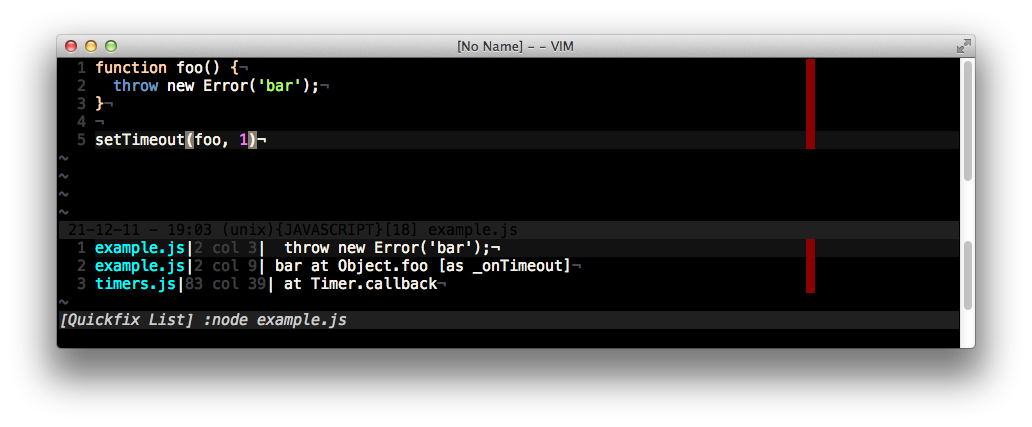 [No Name] – - VIM
1 function foo() {¬
2   throw new Error('bar');¬
3 }¬
4 ¬
5 setTimeout(foo, 1)¬
~
~
~
~
21-12-11 - 19:03 (unix){JAVASCRIPT}[18] example.js
1 example.js|2 col 3|  throw new Error('bar');¬
2 example.js|2 col 9| bar at Object.foo [as _onTimeout]¬
3 timers.js|83 col 39| at Timer.callback¬
~
[Quickfix List] :node example.js